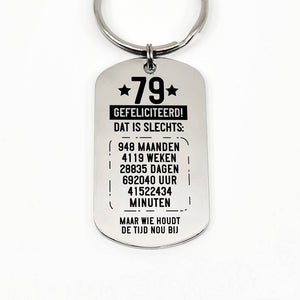 79
GEFELICITEERD!
DAT IS SLECHTS:
948 MAANDEN
4119 WEKEN
28835 DAGEN
692040 UUR
41522434
MINUTEN
MAAR WIE HOUDT
DE TIJD NOU BIJ